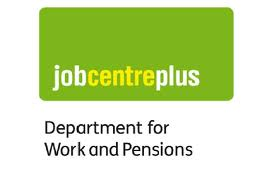 jobcentreplus
Department for
Work and Pensions